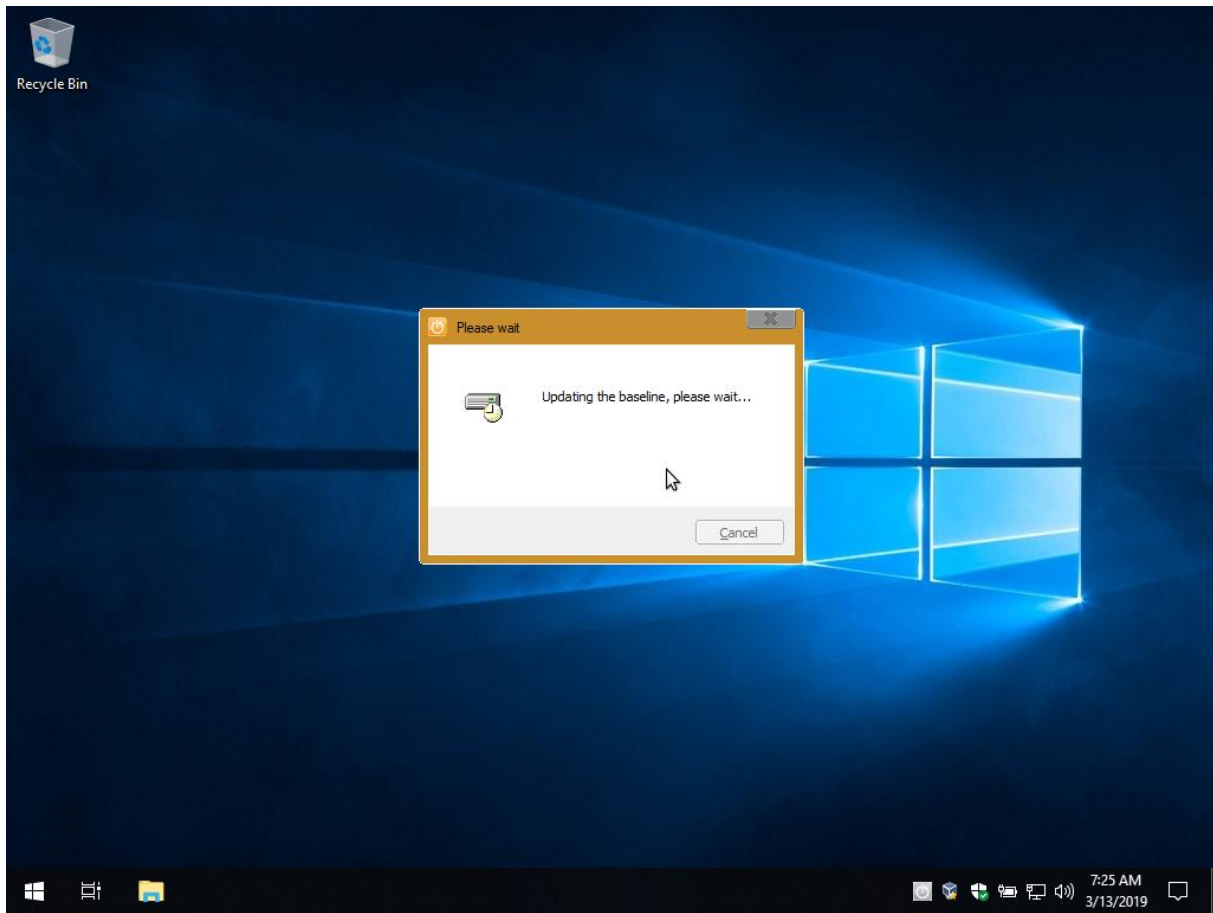 Recycle Bin
Please wait
Updating the baseline, please wait...
Cancel
7:25 AM
3/13/2019